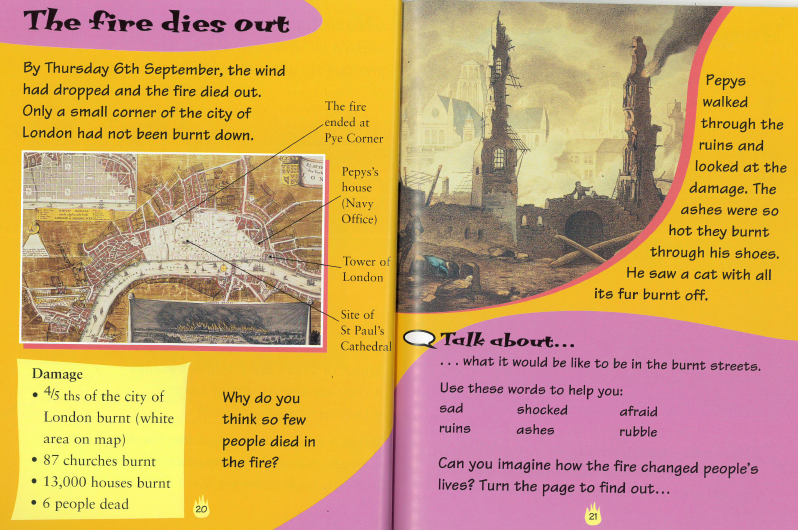 The fire dies out
By Thursday 6th September, the wind
had dropped and the fire died out.
Only a small corner of the city of
London had not been burnt down.
The fire
ended at
Pye Corner
Pepys's
house
(Navy
Office)
Tower of
London
Site of
St Paul's
Cathedral
Damage
• 4/5 ths of the city of
London burnt (white
area on map)
• 87 churches burnt
• 13,000 houses burnt
• 6 people dead
Why do you
think so few
people died in
the fire?
20
Pepys
walked
through the
ruins and
looked at the
damage. The
ashes were so
hot they burnt
through his shoes.
He saw a cat with all
its fur burnt off.
Talk about...
. . . what it would be like to be in the burnt streets.
Use these words to help you:
sad shocked afraid
ruins ashes rubble
Can you imagine how the fire changed people's
lives? Turn the page to find out...
21